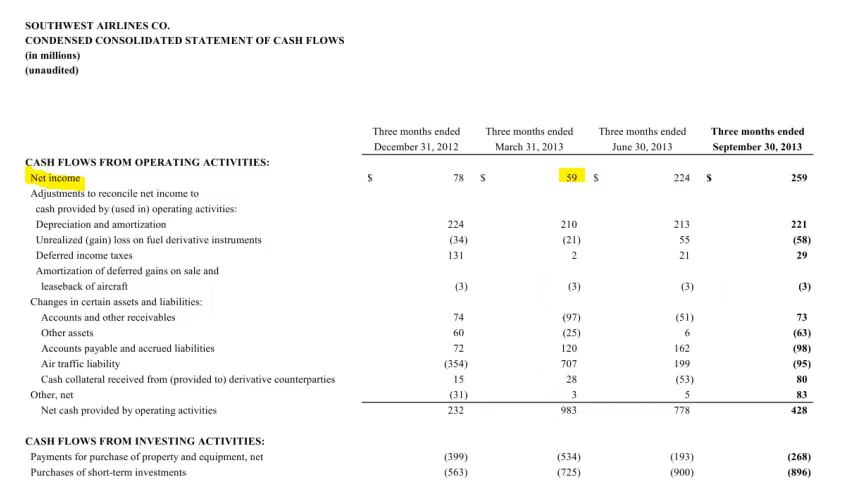 SOUTHWEST AIRLINES CO.
CONDENSED CONSOLIDATED STATEMENT OF CASH FLOWS
(in millions)
(unaudited)
Three months ended Three months ended Three months ended Three months ended
December 31, 2012 March 31, 2013 June 30, 2013 September 30, 2013
CASH FLOWS FROM OPERATING ACTIVITIES:
Net income $ 78 $ 59 $ 224 $ 259
Adjustments to reconcile net income to
cash provided by (used in) operating activities:
Depreciation and amortization 224 210 213 221
Unrealized (gain) loss on fuel derivative instruments (34) (21) 55 (58)
Deferred income taxes 131 2 21 29
Amortization of deferred gains on sale and
leaseback of aircraft (3) (3) (3) (3)
Changes in certain assets and liabilities:
Accounts and other receivables 74 (97) (51) 73
Other assets 60 (25) 6 (63)
Accounts payable and accrued liabilities 72 120 162 (98)
Air traffic liability (354) 707 199 (95)
Cash collateral received from (provided to) derivative counterparties 15 28 (53) 80
Other, net (31) 3 5 83
Net cash provided by operating activities 232 983 778 428
CASH FLOWS FROM INVESTING ACTIVITIES:
Payments for purchase of property and equipment, net (399) (534) (193) (268)
Purchases of short-term investments (563) (725) (900) (896)